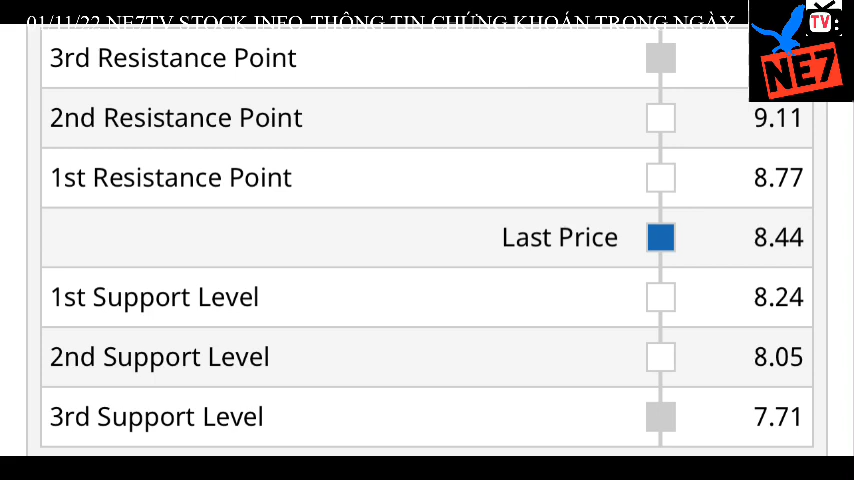 01/11/22 NE7TV STOCK INFO THÔNG TIN CHỨNG KHOÁN TRONG NGÀY
TV
NE7
3rd Resistance Point
2nd Resistance Point 9.11
1st Resistance Point 8.77
Last Price 8.44
1st Support Level 8.24
2nd Support Level 8.05
3rd Support Level 7.71